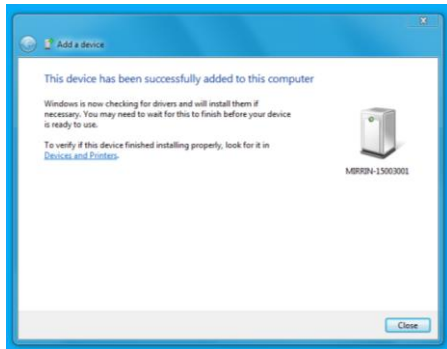 Add a device
This device has been successfully added to this computer
Windows is now checking for drivers and will install them if
necessary. You may need to wait for this to finish before your device
is ready to use.
To verify if this device finished installing properly, look for it in
Devices and Printers.
MIRRIN-15003001
Close